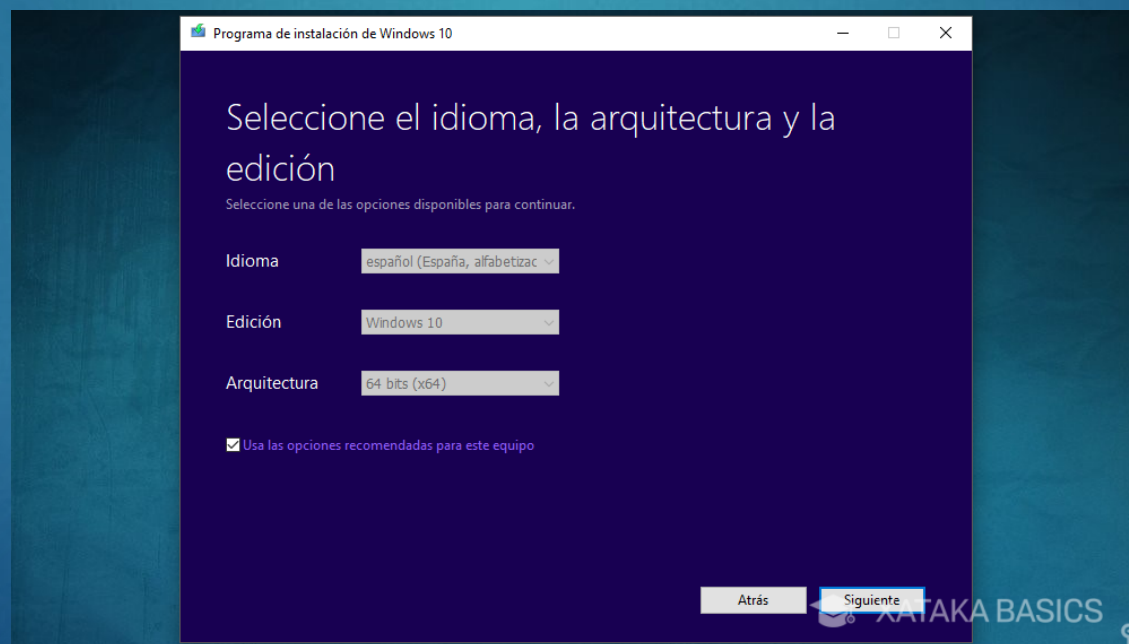 Programa de instalación de Windows 10
Seleccione el idioma, la arquitectura y la
edición
Seleccione una de las opciones disponibles para continuar.
Idioma español (España, alfabetizac
Edición Windows 10
Arquitectura 64 bits (x64)
Usa las opciones recomendadas para este equipo
Atrás Siguiente
XATAKA BASICS